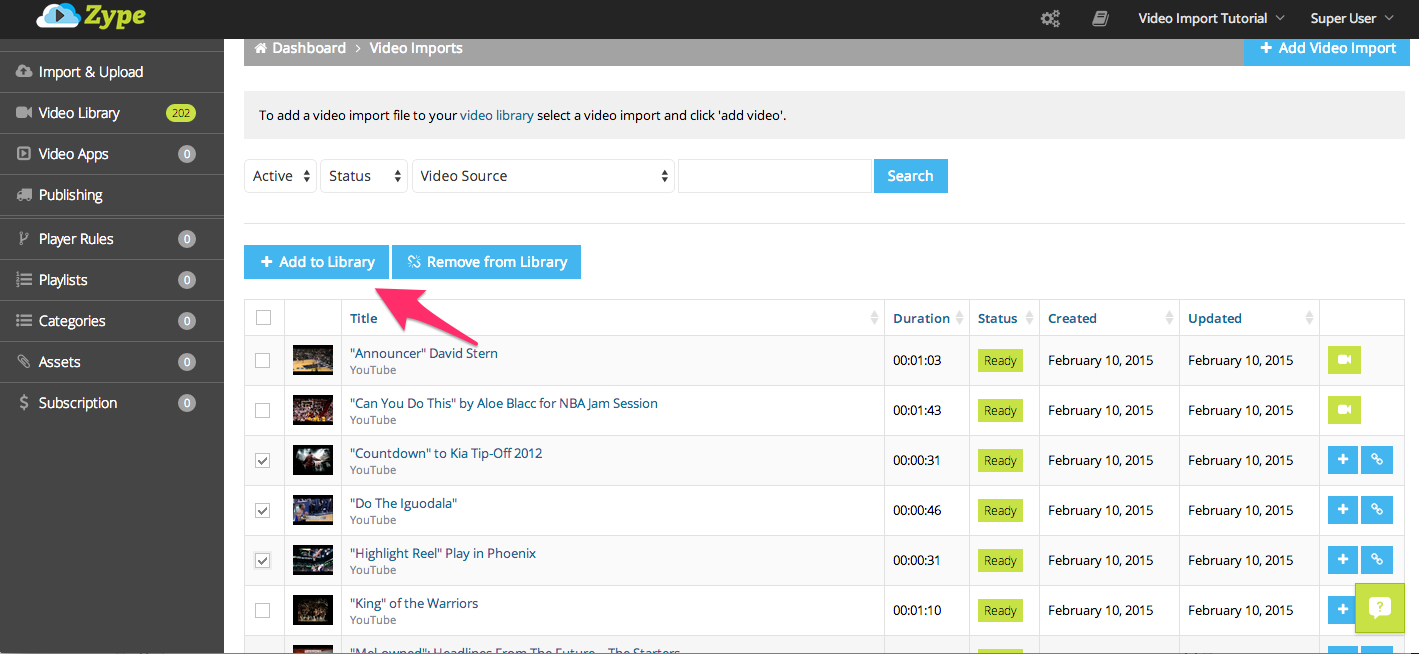 Zype
Video Import Tutorial
Super User
Import & Upload
Video Library 202
Video Apps 0
Publishing
Player Rules 0
Playlists 0
Categories 0
Assets 0
Subscription 0
Dashboard > Video Imports
+ Add Video Import
To add a video import file to your video library select a video import and click 'add video'.
Active Status Video Source Search
+ Add to Library Remove from Library
Title Duration Status Created Updated
"Announcer" David Stern 00:01:03 Ready February 10, 2015 February 10, 2015
YouTube
"Can You Do This" by Aloe Blacc for NBA Jam Session 00:01:43 Ready February 10, 2015 February 10, 2015
YouTube
"Countdown" to Kia Tip-Off 2012 00:00:31 Ready February 10, 2015 February 10, 2015
YouTube
"Do The Iguodala" 00:00:46 Ready February 10, 2015 February 10, 2015
YouTube
"Highlight Reel" Play in Phoenix 00:00:31 Ready February 10, 2015 February 10, 2015
YouTube
"King" of the Warriors 00:01:10 Ready February 10, 2015 February 10, 2015
YouTube
Headlines From The Future - The Starters